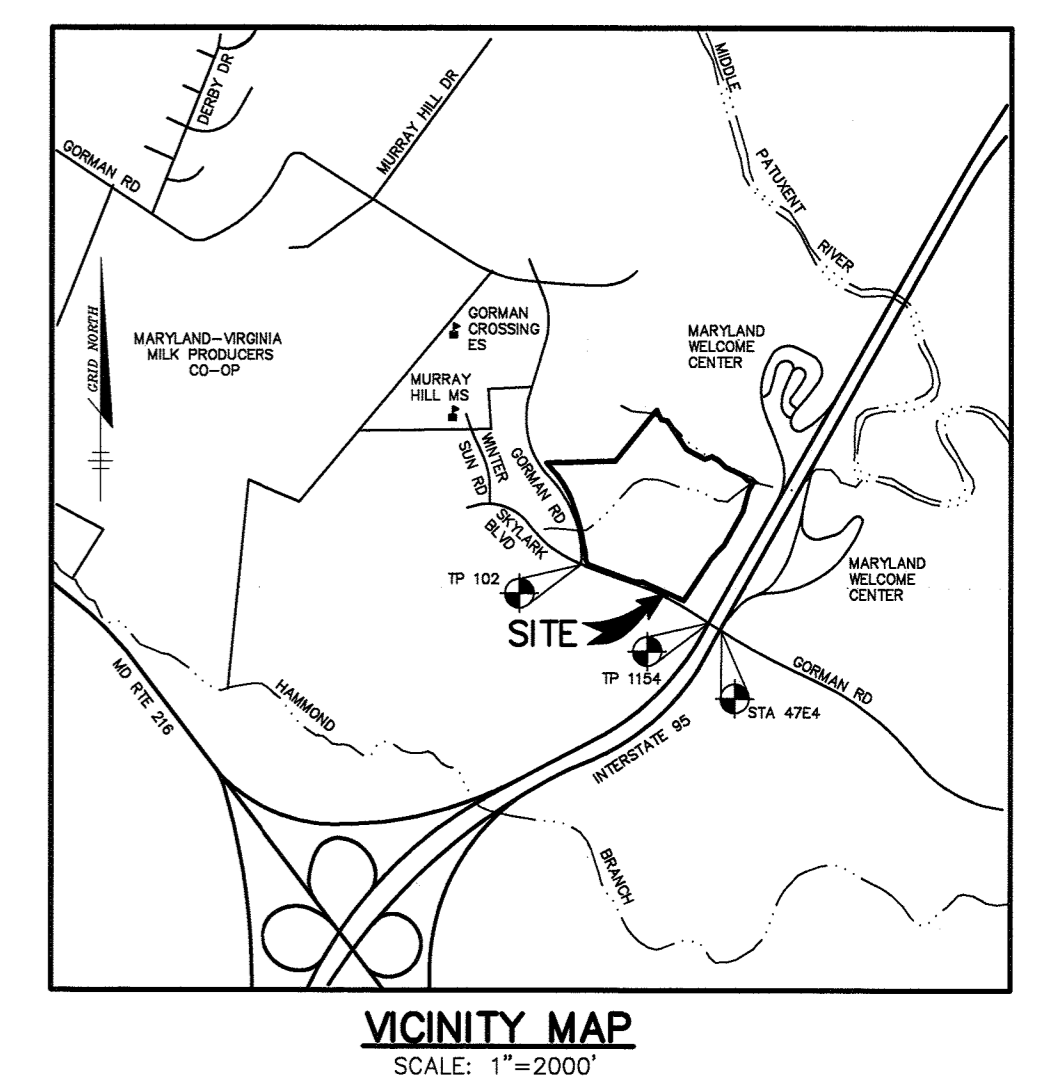 DERBY DR
MURRAY HILL DR
MIDDLE
GORMAN RD
PATUXENT
RIVER
GRID NORTH
MARYLAND-VIRGINIA
MILK PRODUCERS
CO-OP
GORMAN
CROSSING
ES
MARYLAND
WELCOME
CENTER
MURRAY
HILL MS
WINTER
SUN RD
GORMAN RD
SKYLARK
BLVD
TP 102
MARYLAND
WELCOME
CENTER
SITE
TP 1154
GORMAN RD
MD RTE 216
HAMMOND
STA 47E4
INTERSTATE 95
BRANCH
VICINITY MAP
SCALE: 1"=2000'